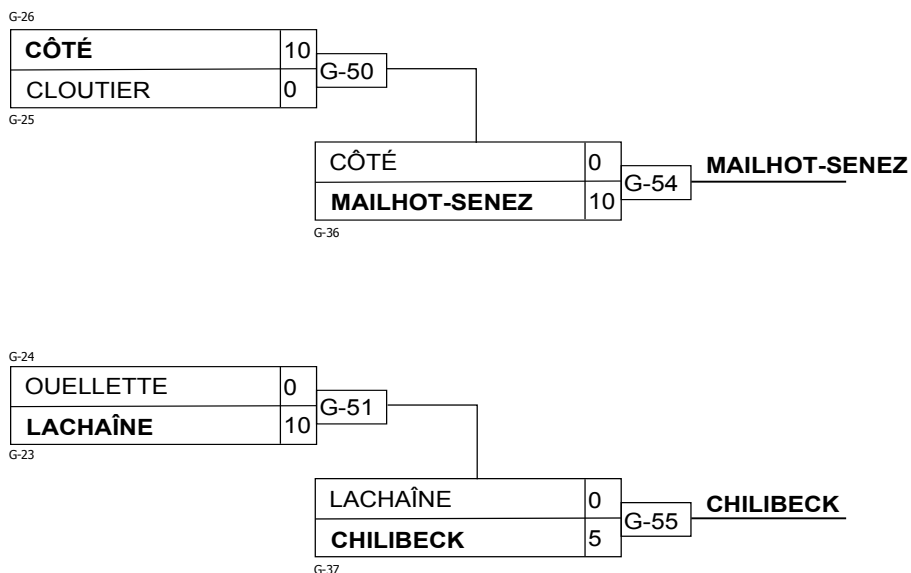 G-26
CÔTÉ 10
G-50
CLOUTIER 0
G-25
CÔTÉ 0
MAILHOT-SENEZ
G-54
MAILHOT-SENEZ 10
G-36
G-24
OUELLETTE 0
G-51
LACHAÎNE 10
G-23
LACHAÎNE 0
CHILIBECK
G-55
CHILIBECK 5
G-37